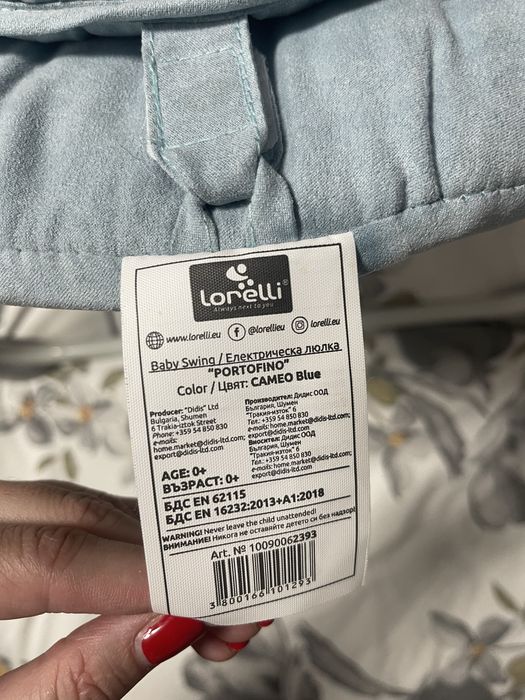 lorelli
Always next to you
www.lorelli.eu @lorellieu lorelli.eu
Baby Swing / Електрическа люлка
"PORTOFINO"
Color / Цвят: CAMEO Blue
Producer: "Didis" Ltd
Bulgaria, Shumen
6 Trakia-iztok Street
Phone: +359 54 850 830
e-mails:
home.market@didis-ltd.com;
export@didis-ltd.com
Производител: Дидис ООД
България, Шумен
"Тракия-изток" 6
Тел.: +359 54 850 830
e-mails:
home.market@didis-ltd.com;
export@didis-ltd.com
Вносител: Дидис ООД
България, Шумен
"Тракия-изток" 6
Тел.: +359 54 850 830
e-mails:
home.market@didis-ltd.com;
export@didis-ltd.com
AGE: 0+
ВЪЗРАСТ: 0+
БДС EN 62115
БДС EN 16232:2013+A1:2018
WARNING! Never leave the child unattended!
ВНИМАНИЕ! Никога не оставяйте детето си без надзор!
Art. № 10090062393
3 800166 101293